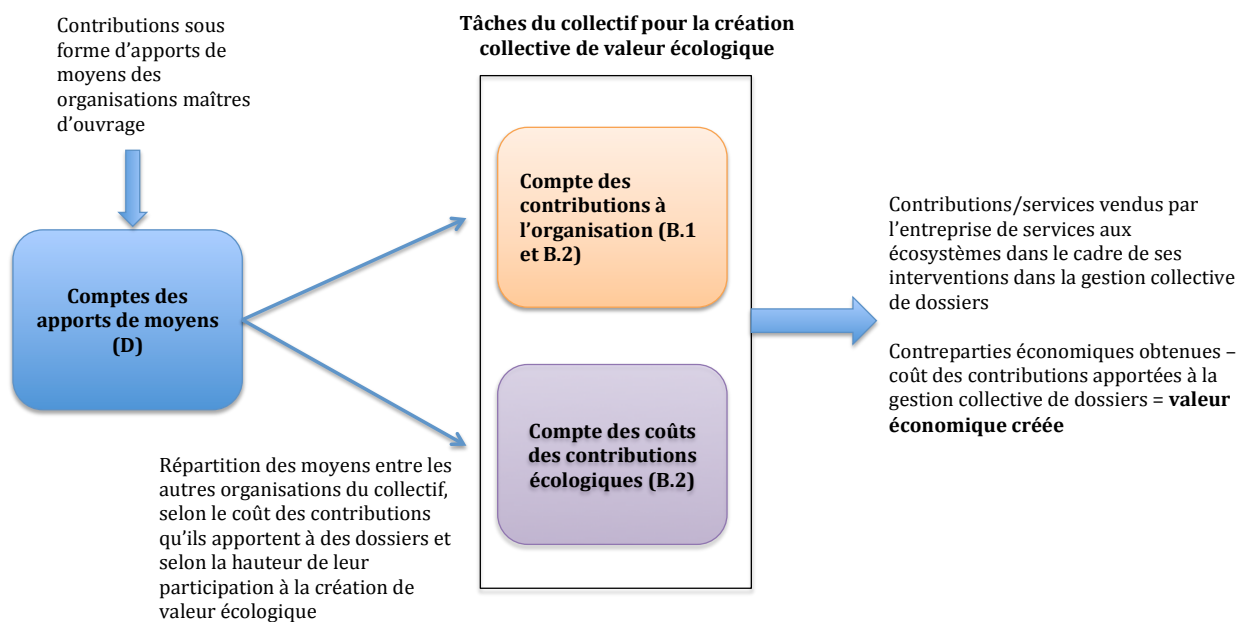 Contributions sous
forme d’apports de
moyens des
organisations maîtres
d’ouvrage
Tâches du collectif pour la création
collective de valeur écologique
Comptes des
apports de moyens
(D)
Compte des
contributions à
l’organisation (B.1
et B.2)
Compte des coûts
des contributions
écologiques (B.2)
Répartition des moyens entre les
autres organisations du collectif,
selon le coût des contributions
qu’ils apportent à des dossiers et
selon la hauteur de leur
participation à la création de
valeur écologique
Contributions/services vendus par
l’entreprise de services aux
écosystèmes dans le cadre de ses
interventions dans la gestion collective
de dossiers
Contreparties économiques obtenues –
coût des contributions apportées à la
gestion collective de dossiers = valeur
économique créée